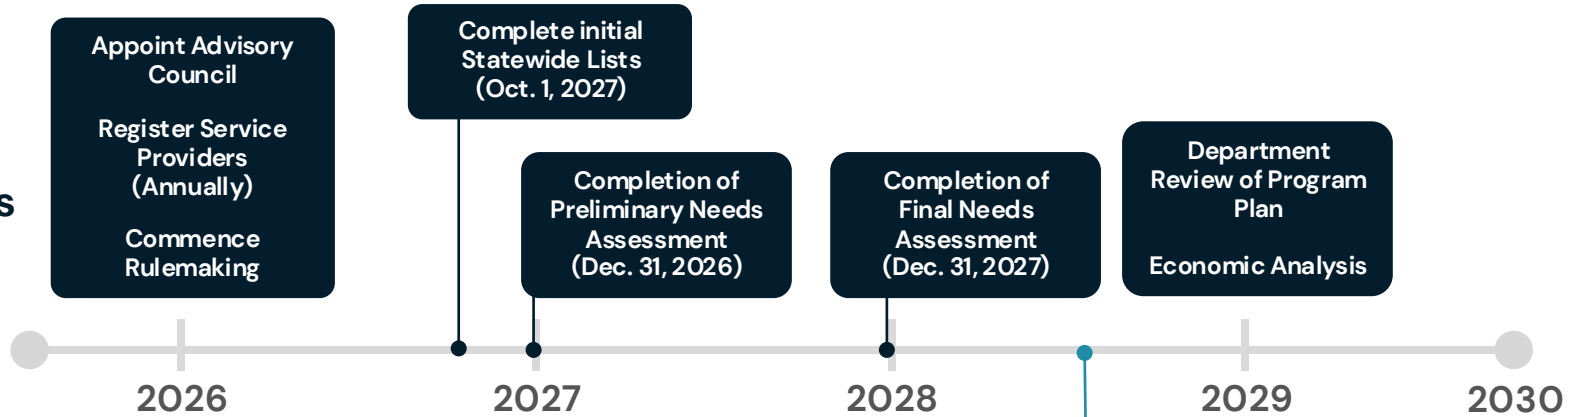 Appoint Advisory
Council
Register Service
Providers
(Annually)
Commence
Rulemaking
Complete initial
Statewide Lists
(Oct. 1, 2027)
Completion of
Preliminary Needs
Assessment
(Dec. 31, 2026)
Completion of
Final Needs
Assessment
(Dec. 31, 2027)
Department
Review of Program
Plan
Economic Analysis
s
2026
2027
2028
2029
2030